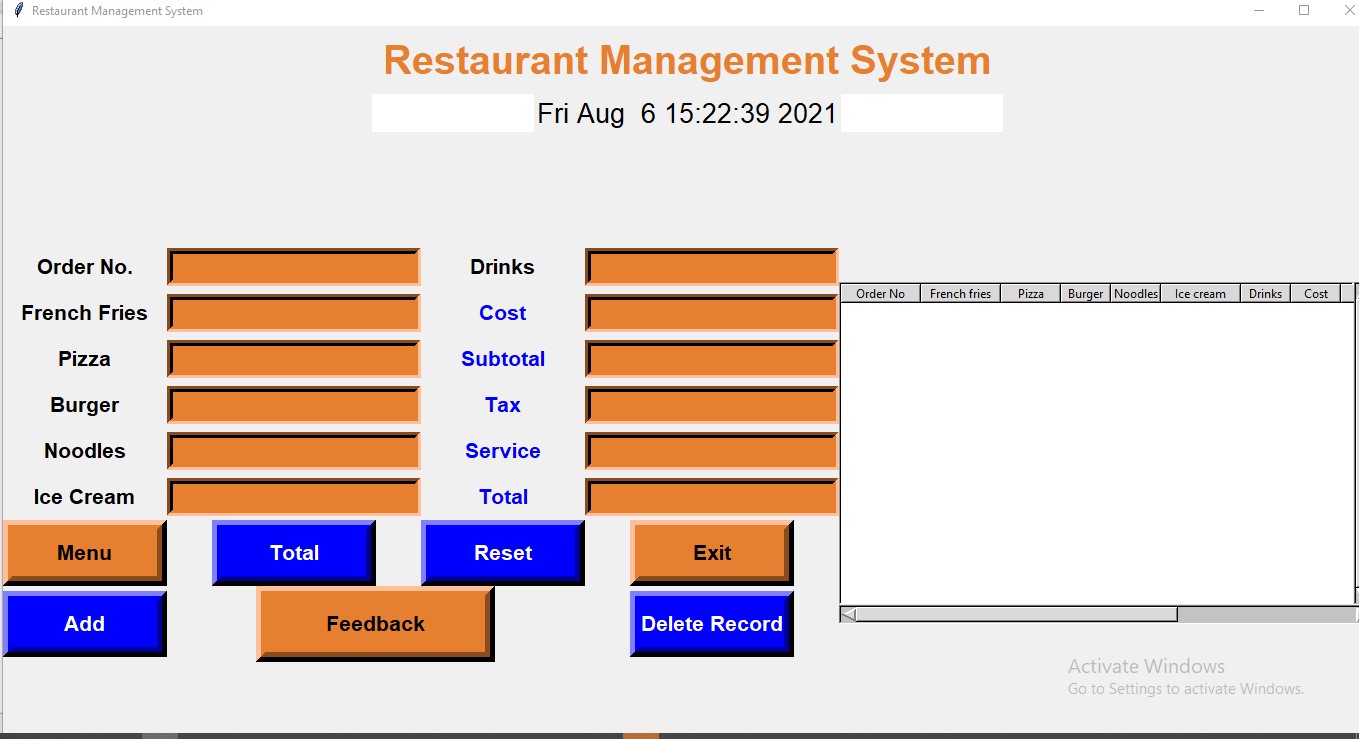 Restaurant Management System
Restaurant Management System
Fri Aug  6 15:22:39 2021
Order No.
Drinks
French Fries
Cost
Pizza
Subtotal
Burger
Tax
Noodles
Service
Ice Cream
Total
Order No French fries Pizza Burger Noodles Ice cream Drinks Cost
Menu Total Reset Exit
Add Feedback Delete Record
Activate Windows
Go to Settings to activate Windows.